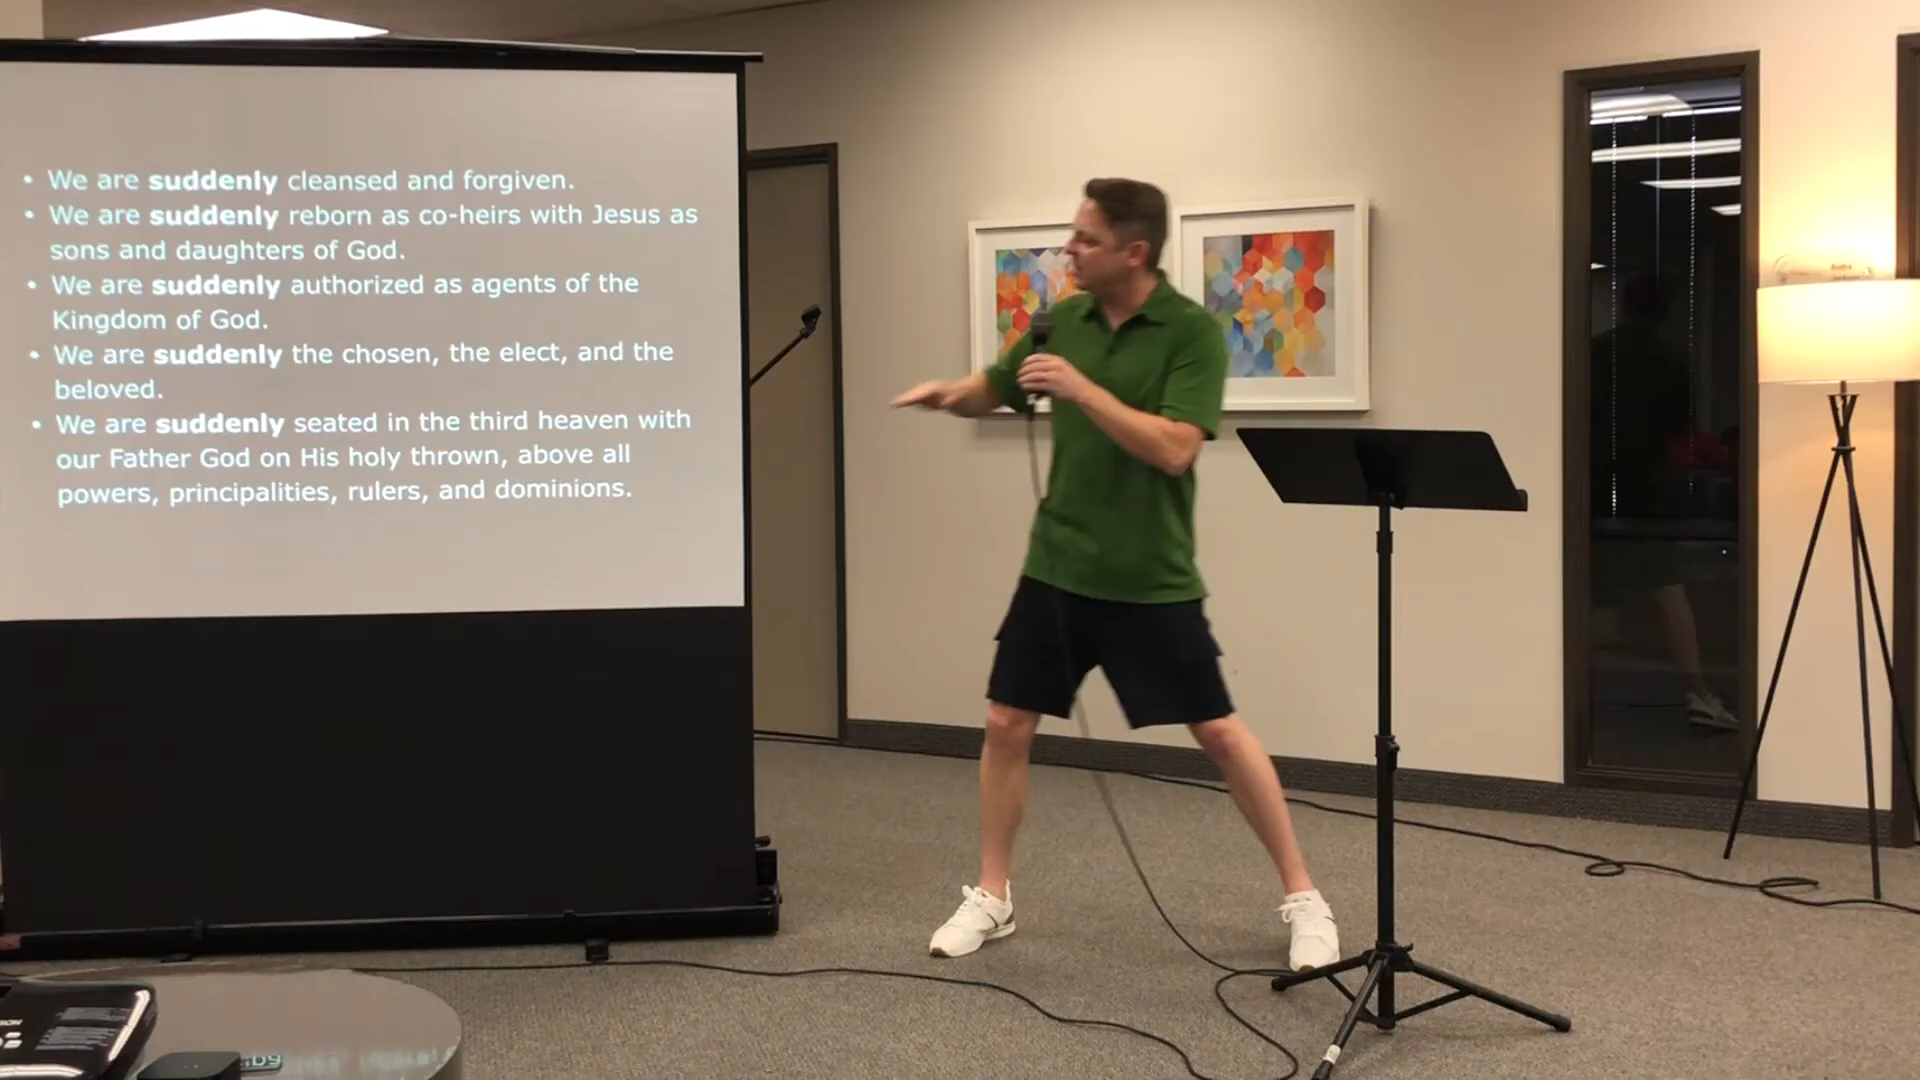 • We are suddenly cleansed and forgiven.
• We are suddenly reborn as co-heirs with Jesus as
sons and daughters of God.
• We are suddenly authorized as agents of the
Kingdom of God.
• We are suddenly the chosen, the elect, and the
beloved.
• We are suddenly seated in the third heaven with
our Father God on His holy thrown, above all
powers, principalities, rulers, and dominions.